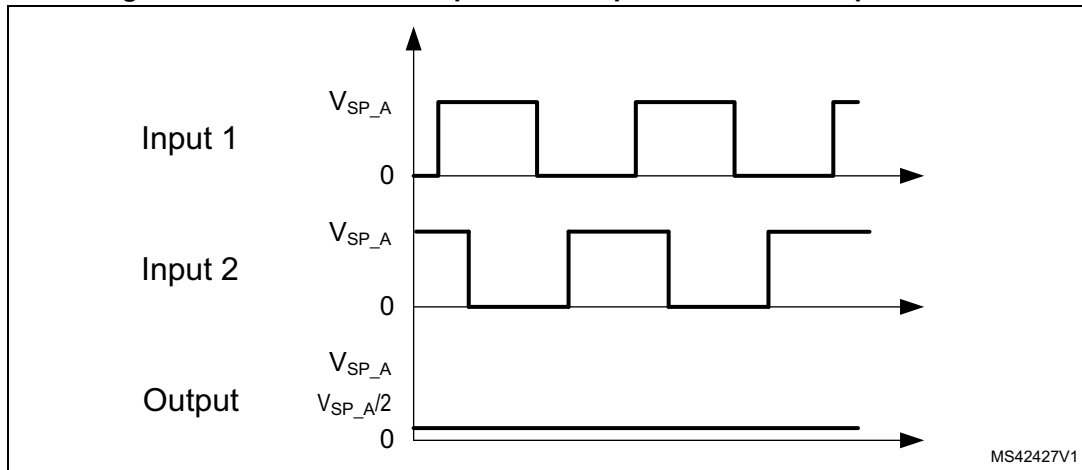 V_SP_A
Input 1
0
V_SP_A
Input 2
0
V_SP_A
Output
V_SP_A/2
0
MS42427V1